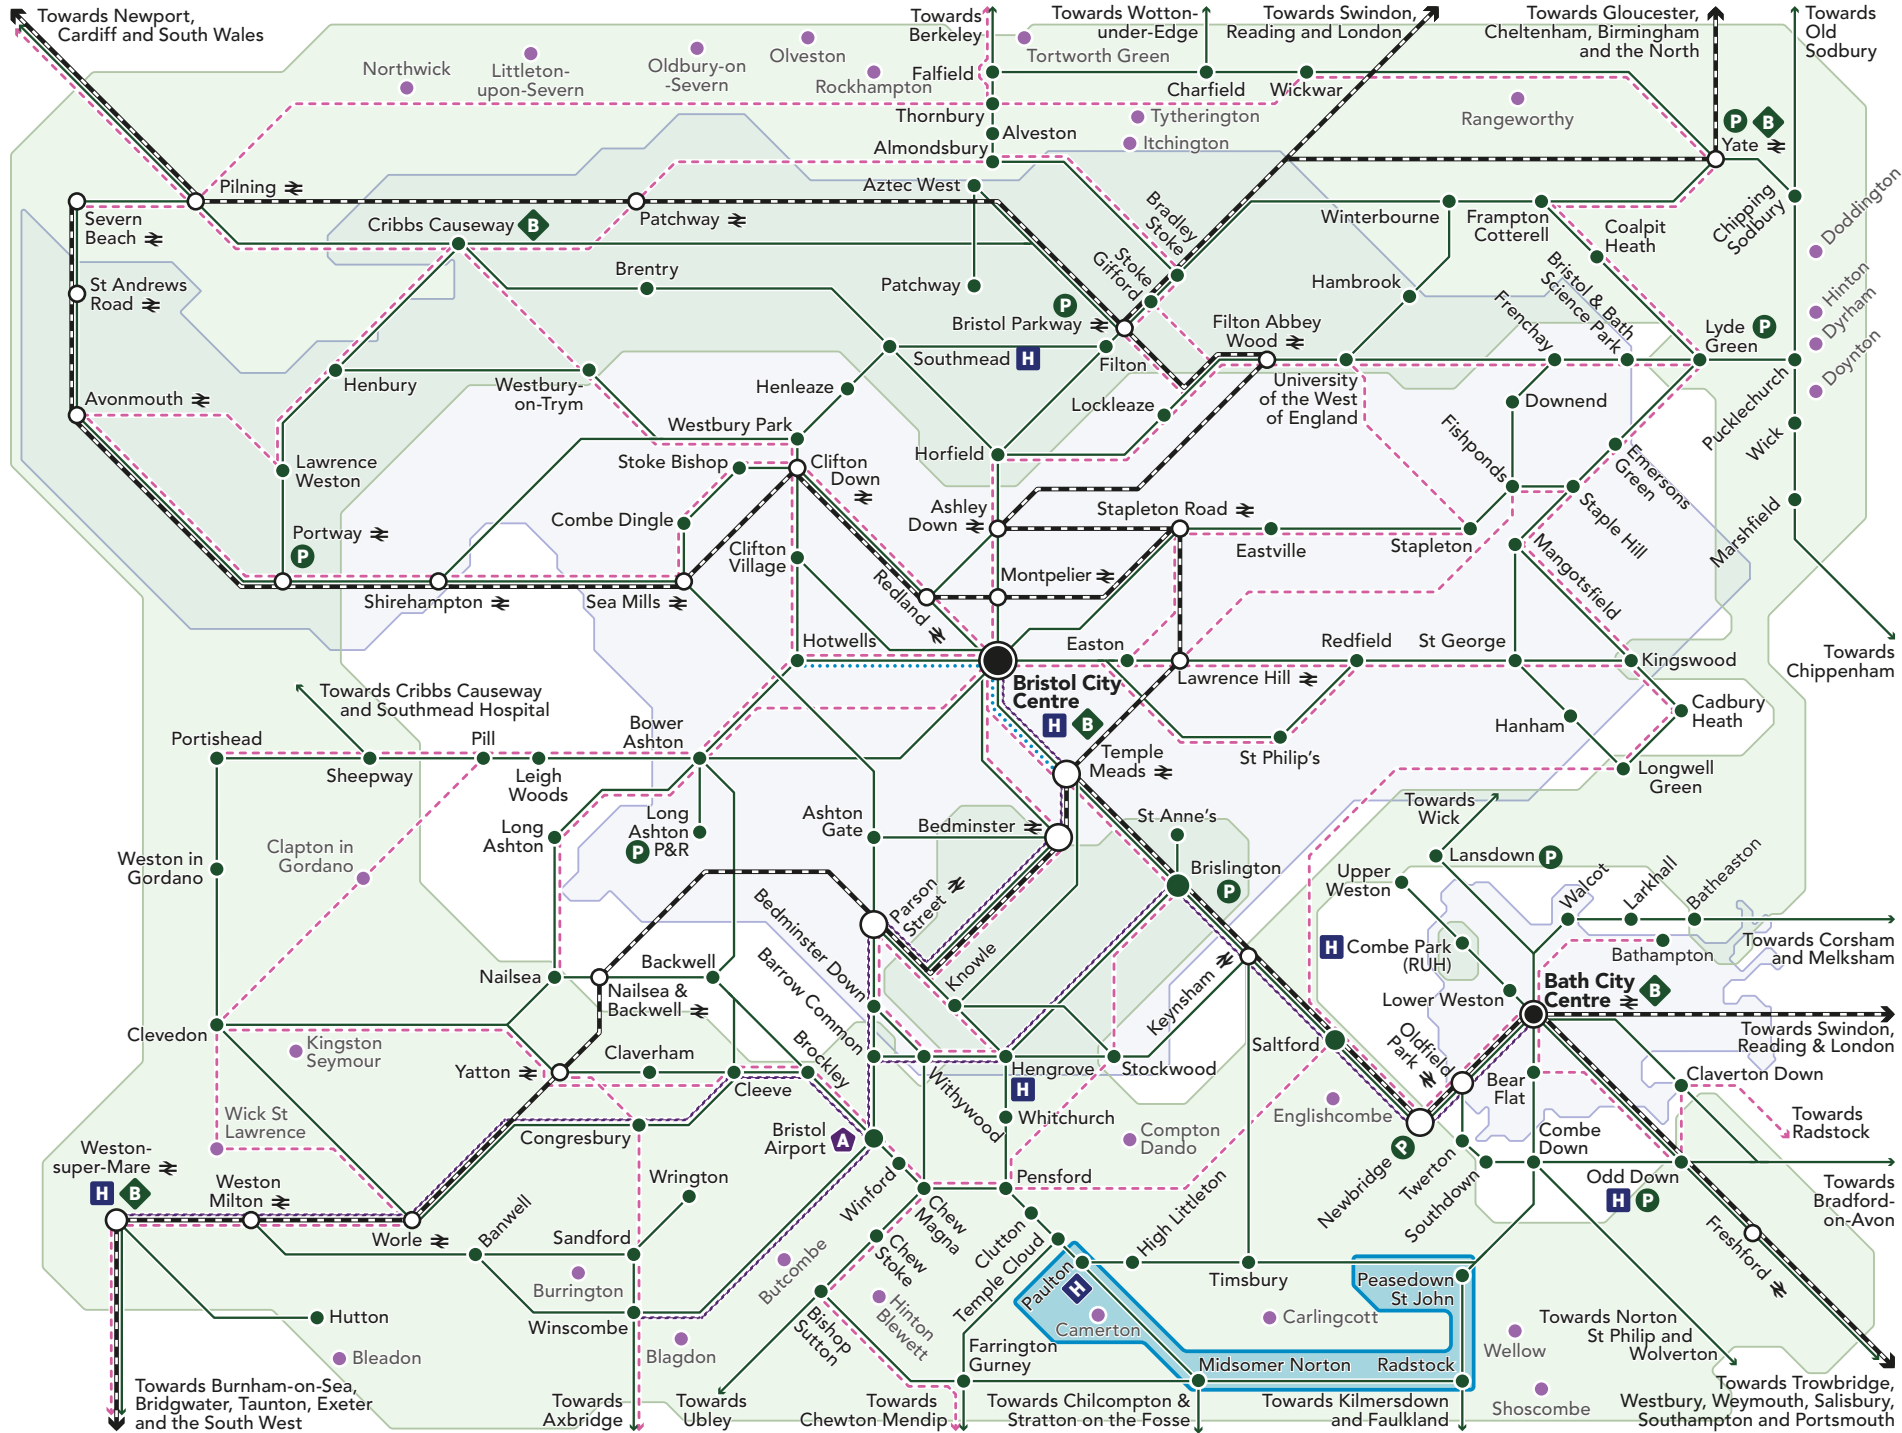 Towards Newport,
Cardiff and South Wales
Towards
Berkeley
Towards Wotton-
under-Edge
Towards Swindon,
Reading and London
Towards Gloucester,
Cheltenham, Birmingham
and the North
Towards
Old
Sodbury
Northwick
Littleton-
upon-Severn
Oldbury-on
-Severn
Olveston
Rockhampton
Tortworth Green
Falfield
Charfield
Wickwar
Thornbury
Tytherington
Rangeworthy
Alveston
Itchington
P
B
Yate
Almondsbury
Aztec West
Pilning
Doddington
Severn
Beach
Cribbs Causeway
B
Patchway
Bradley
Stoke
Winterbourne
Frampton
Cotterell
Coalpit
Heath
Chipping
Sodbury
Stoke
Gifford
St Andrews
Road
Brentry
Patchway
Hambrook
Bristol & Bath
Science Park
Hinton
P
Bristol Parkway
Filton Abbey
Wood
Frenchay
Lyde
Green
P
Dyrham
Southmead
H
Filton
Doynton
Henbury
Westbury-
on-Trym
Henleaze
University
of the West
of England
Avonmouth
Lockleaze
Downend
Pucklechurch
Westbury Park
Fishponds
Wick
Lawrence
Weston
Stoke Bishop
Clifton
Down
Horfield
Emersons
Green
Portway
P
Combe Dingle
Ashley
Down
Stapleton Road
Eastville
Stapleton
Staple Hill
Marshfield
Clifton
Village
Mangotsfield
Shirehampton
Sea Mills
Redland
Montpelier
Hotwells
Easton
Redfield
St George
Kingswood
Towards
Chippenham
Lawrence Hill
Bristol City
Centre
H
B
Towards Cribbs Causeway
and Southmead Hospital
Cadbury
Heath
Hanham
Portishead
Pill
Bower
Ashton
St Philip's
Sheepway
Leigh
Woods
Temple
Meads
Longwell
Green
Long
Ashton
Long
Ashton
P
P&R
Ashton
Gate
Bedminster
St Anne's
Towards
Wick
Clapton in
Gordano
Weston in
Gordano
Brislington
P
Lansdown
P
Upper
Weston
Walcot
Larkhall
Batheaston
Parson
Street
Bedminster Down
H
Combe Park
(RUH)
Bathampton
Towards Corsham
and Melksham
Nailsea
Backwell
Barrow Common
Knowle
Keynsham
Nailsea &
Backwell
Lower Weston
Bath City
Centre
B
Clevedon
Kingston
Seymour
Claverham
Brockley
Saltford
Oldfield
Park
Towards Swindon,
Reading & London
Yatton
Cleeve
Withywood
Hengrove
H
Stockwood
Bear
Flat
Claverton Down
Wick St
Lawrence
Congresbury
Bristol
Airport
A
Whitchurch
Compton
Dando
Englishcombe
Towards
Radstock
Weston-
super-Mare
H
B
Weston
Milton
Wrington
Winford
Pensford
Newbridge
P
Twerton
Combe
Down
Odd Down
H
P
Southdown
Towards
Bradford-
on-Avon
Worle
Banwell
Sandford
Chew
Magna
Clutton
High Littleton
Freshford
Chew
Stoke
Temple Cloud
Butcombe
Burrington
Paulton
H
Timsbury
Peasedown
St John
Hutton
Winscombe
Bishop
Sutton
Hinton
Blewett
Camerton
Carlingcott
Towards Norton
St Philip and
Wolverton
Bleadon
Blagdon
Farrington
Gurney
Midsomer Norton
Radstock
Wellow
Towards Burnham-on-Sea,
Bridgwater, Taunton, Exeter
and the South West
Towards
Axbridge
Towards
Ubley
Towards
Chewton Mendip
Towards Chilcompton &
Stratton on the Fosse
Towards Kilmersdown
and Faulkland
Shoscombe
Towards Trowbridge,
Westbury, Weymouth, Salisbury,
Southampton and Portsmouth